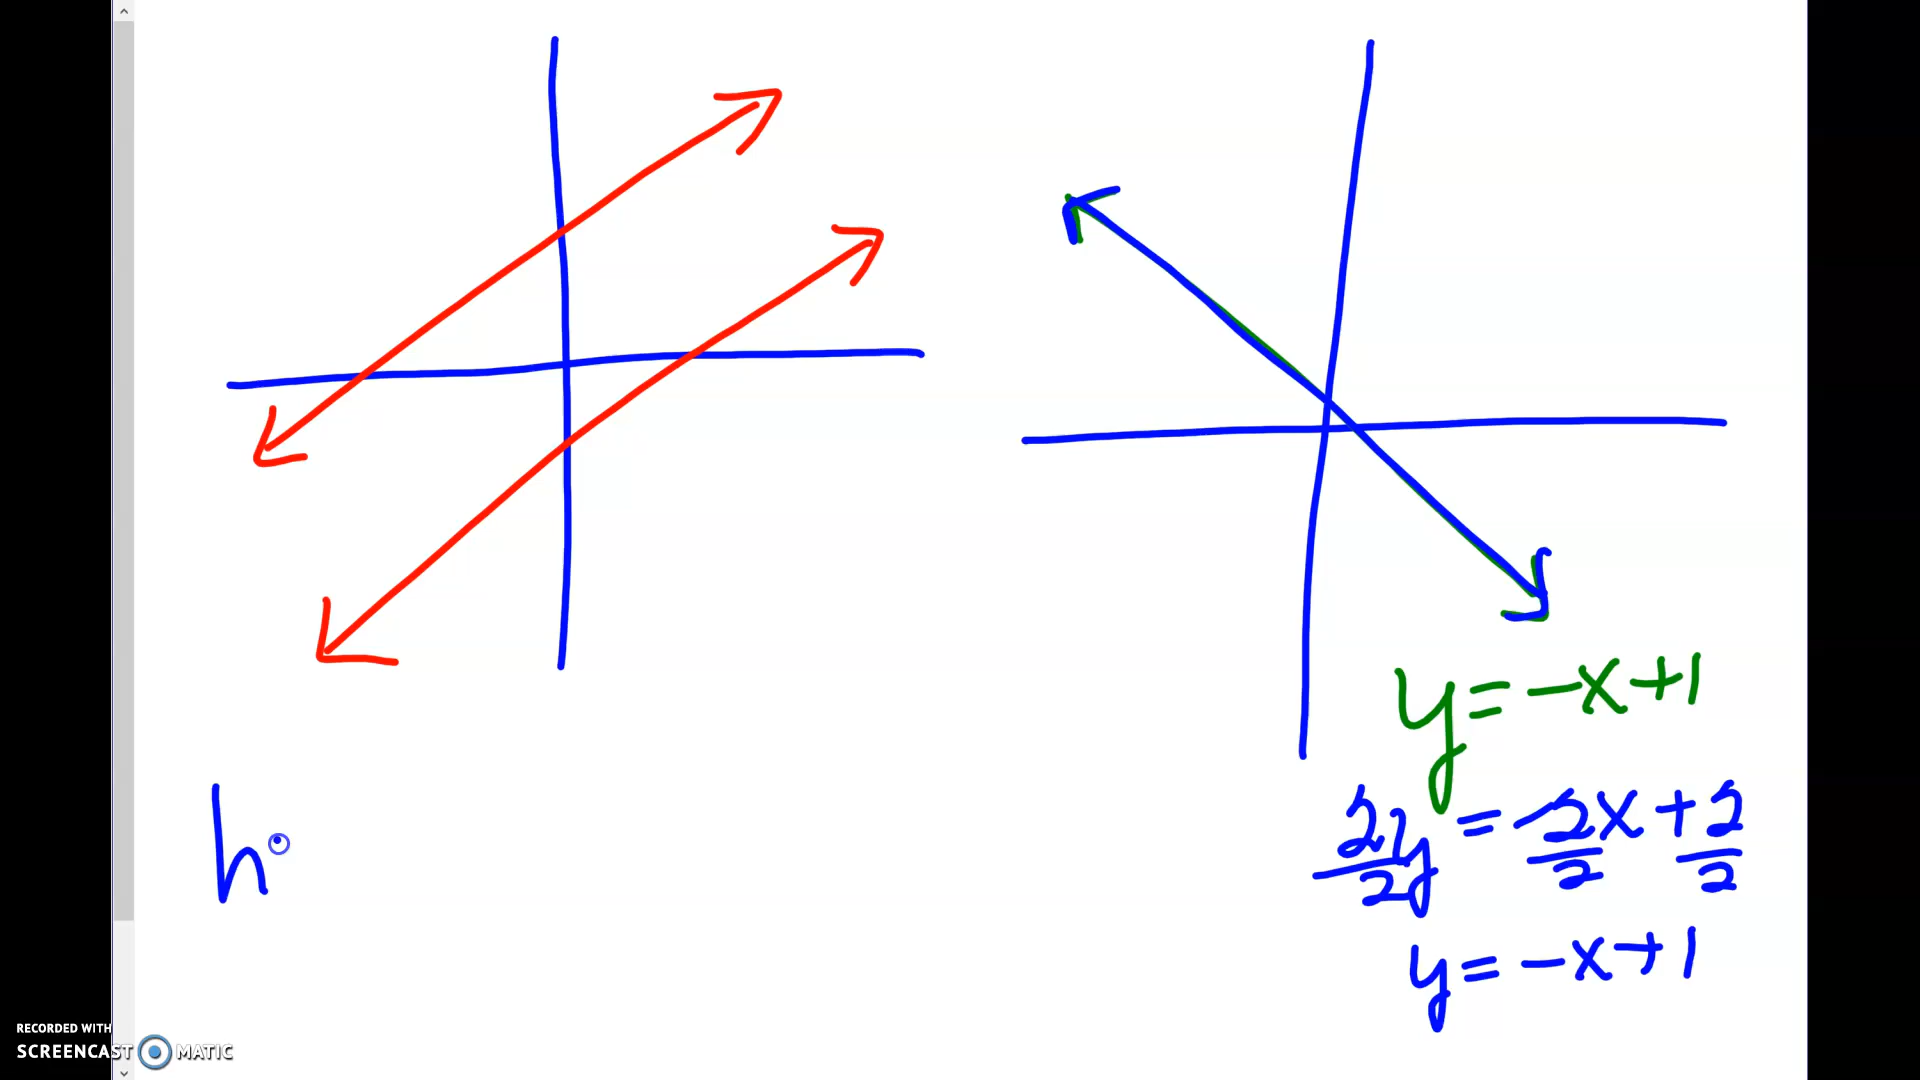 y = -x + 1
2y/2 = -2x/2 + 2/2
y = -x + 1
h
RECORDED WITH
SCREENCAST MATIC